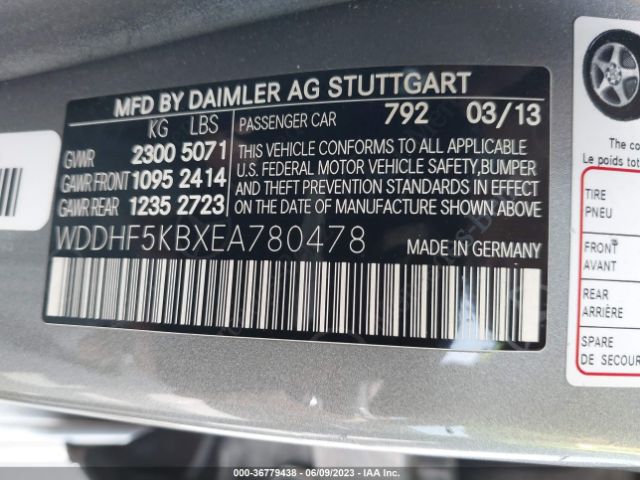 MFD BY DAIMLER AG STUTTGART
KG LBS
GVWR 2300 5071
GAWR FRONT 1095 2414
GAWR REAR 1235 2723
PASSENGER CAR 792 03/13
THIS VEHICLE CONFORMS TO ALL APPLICABLE
U.S. FEDERAL MOTOR VEHICLE SAFETY, BUMPER
AND THEFT PREVENTION STANDARDS IN EFFECT
ON THE DATE OF MANUFACTURE SHOWN ABOVE.
WDDHF5KBXEA780478
MADE IN GERMANY
The co
Le poids tot
TIRE
PNEU
FRONT
AVANT
REAR
ARRIÈRE
SPARE
DE SECOUR
000-36779438 - 06/09/2023 - IAA Inc.